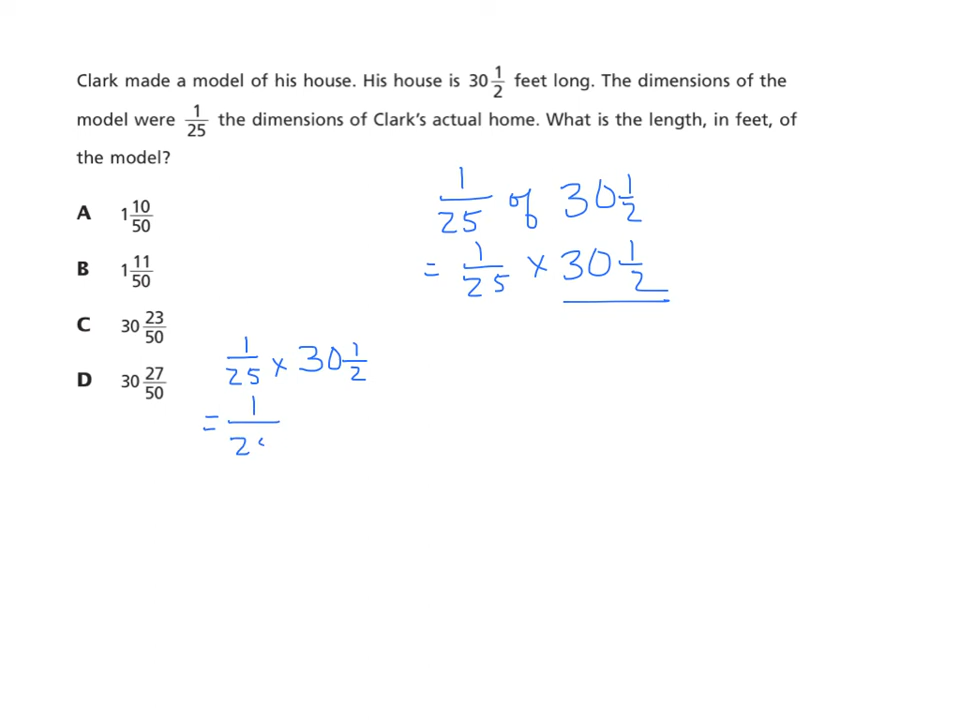 Clark made a model of his house. His house is 30 1/2 feet long. The dimensions of the
model were 1/25 the dimensions of Clark's actual home. What is the length, in feet, of
the model?
A 1 10/50
B 1 11/50
C 30 23/50
D 30 27/50
1/25 of 30 1/2
= 1/25 × 30 1/2
1/25 × 30 1/2
= 1/2